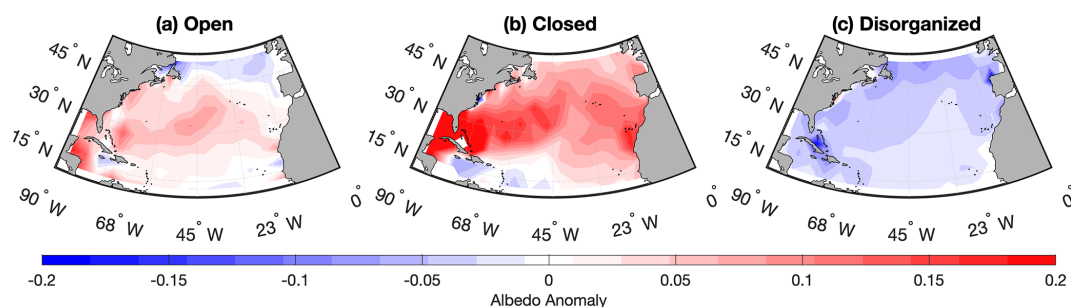 (a) Open
(b) Closed
(c) Disorganized
45° N
30° N
15° N
90° W
68° W
45° W
23° W
0°
45° N
30° N
15° N
90° W
68° W
45° W
23° W
0°
45° N
30° N
15° N
90° W
68° W
45° W
23° W
0°
-0.2 -0.15 -0.1 -0.05 0 0.05 0.1 0.15 0.2
Albedo Anomaly